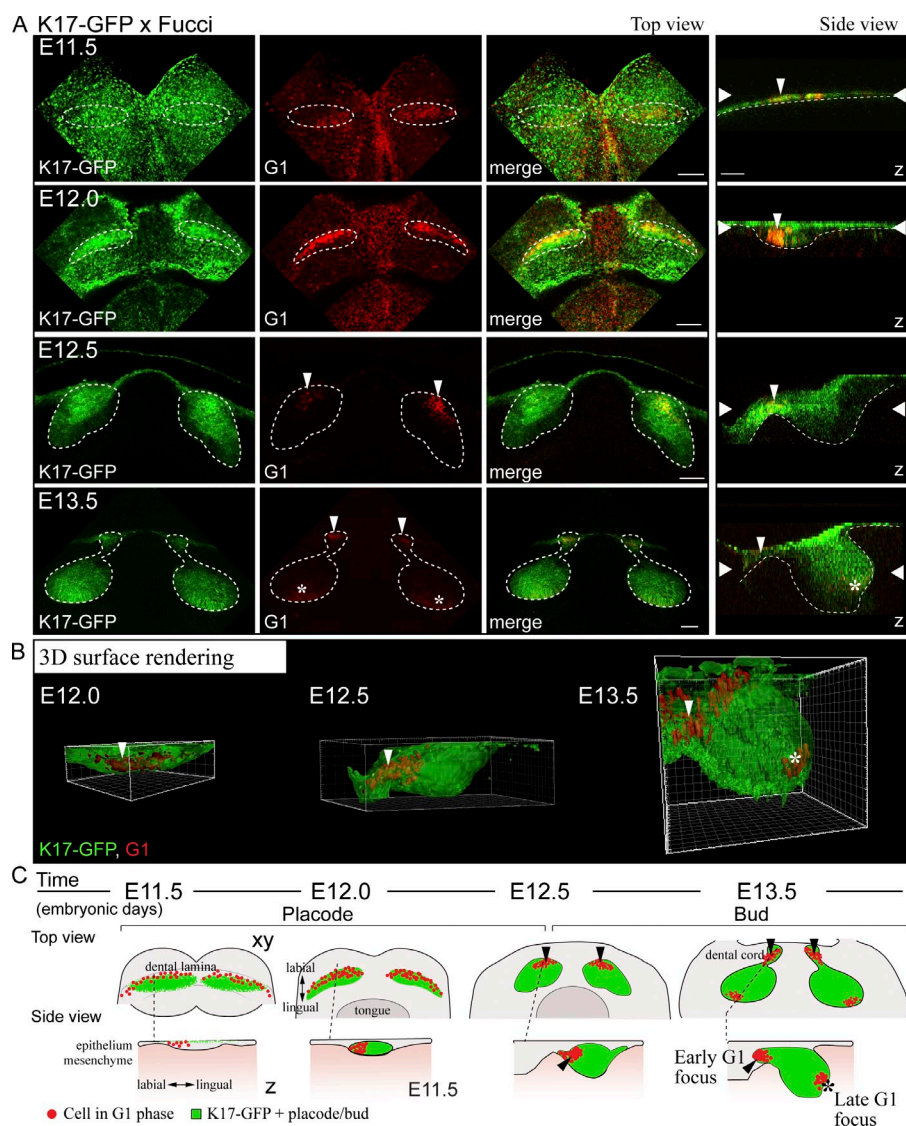 A K17-GFP x Fucci Top view Side view
E11.5
K17-GFP G1 merge z
E12.0
K17-GFP G1 merge z
E12.5
K17-GFP G1 merge z
E13.5
* * *
K17-GFP G1 merge z
B 3D surface rendering
E12.0 E12.5 E13.5
*
K17-GFP, G1
C Time E11.5 E12.0 E12.5 E13.5
(embryonic days) Placode Bud
Top view xy
dental lamina labial lingual tongue dental cord
Side view
epithelium
mesenchyme
labial lingual z E11.5
Early G1 focus
* Late G1 focus
Cell in G1 phase K17-GFP + placode/bud